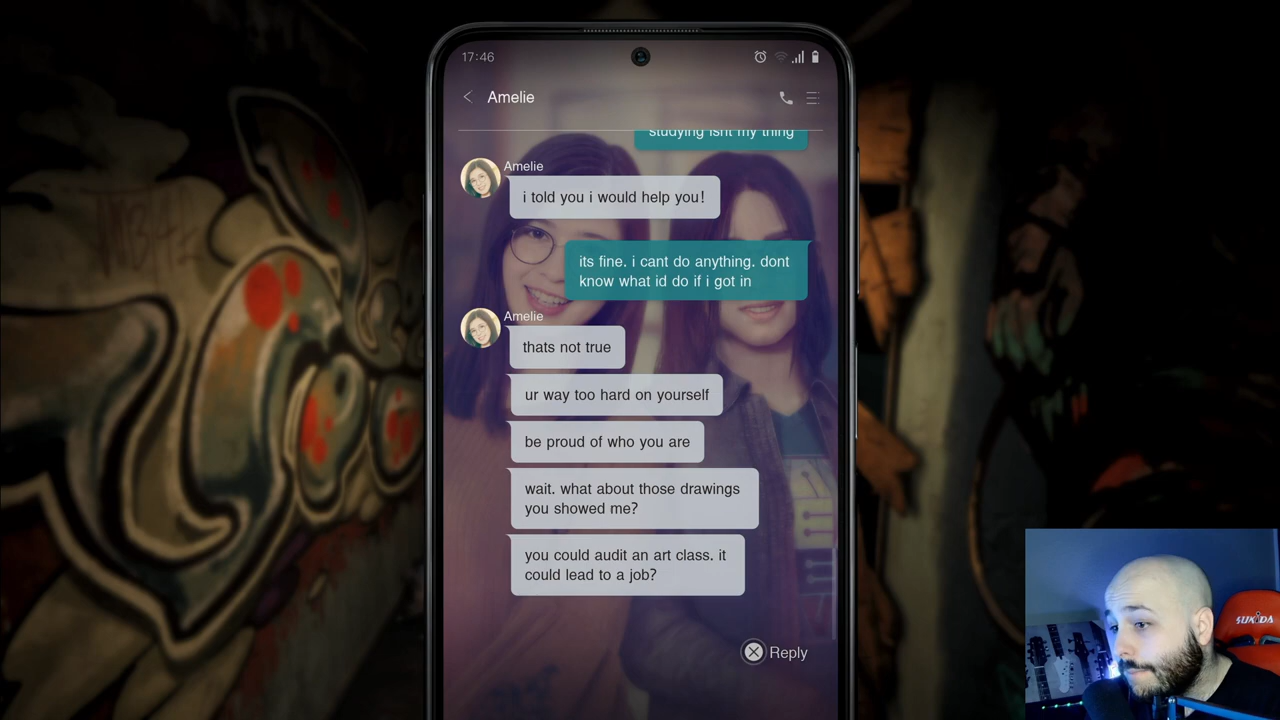 17:46
Amelie
studying isnt my thing
Amelie
i told you i would help you!
its fine. i cant do anything. dont
know what id do if i got in
Amelie
thats not true
ur way too hard on yourself
be proud of who you are
wait. what about those drawings
you showed me?
you could audit an art class. it
could lead to a job?
Reply